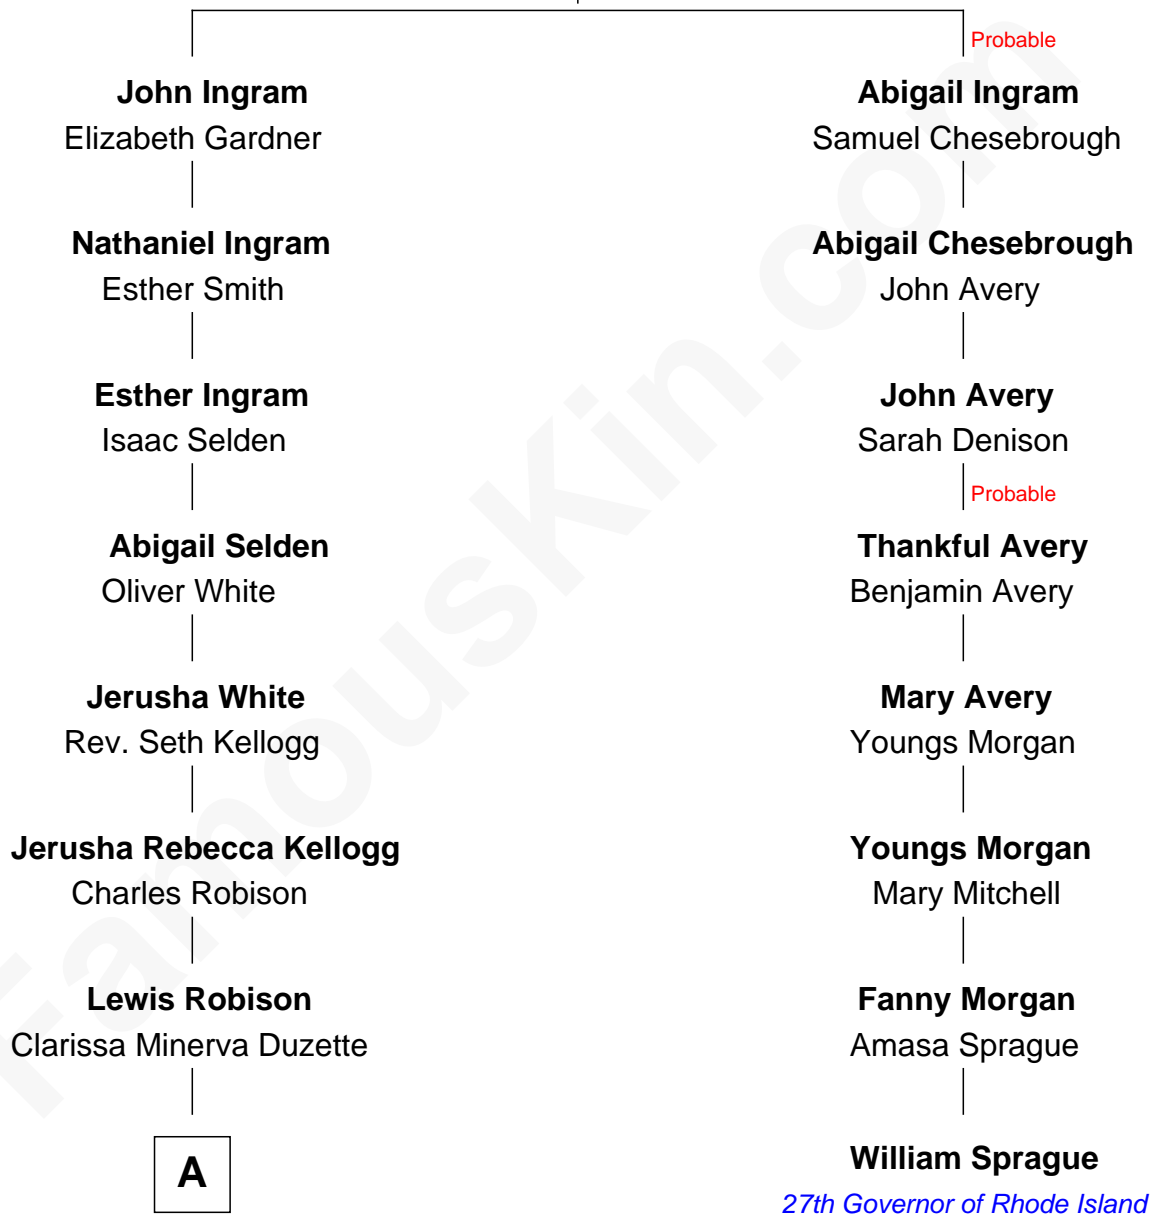 Probable
John Ingram
Elizabeth Gardner
Abigail Ingram
Samuel Chesebrough
Nathaniel Ingram
Esther Smith
Abigail Chesebrough
John Avery
Esther Ingram
Isaac Selden
John Avery
Sarah Denison
Probable
Abigail Selden
Oliver White
Thankful Avery
Benjamin Avery
Jerusha White
Rev. Seth Kellogg
Mary Avery
Youngs Morgan
Jerusha Rebecca Kellogg
Charles Robison
Youngs Morgan
Mary Mitchell
Lewis Robison
Clarissa Minerva Duzette
Fanny Morgan
Amasa Sprague
A
William Sprague
27th Governor of Rhode Island
FamousKin.com